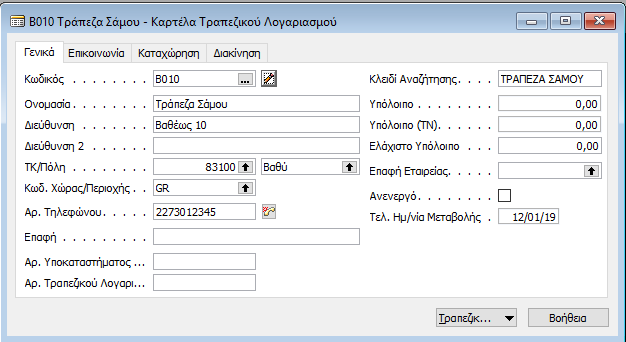 B010 Τράπεζα Σάμου - Καρτέλα Τραπεζικού Λογαριασμού
Γενικά Επικοινωνία Καταχώρηση Διακίνηση
Κωδικός . . . . . . . . B010 ... Κλειδί Αναζήτησης. . . . ΤΡΑΠΕΖΑ ΣΑΜΟΥ
Ονομασία . . . . . . . . Τράπεζα Σάμου Υπόλοιπο . . . . . . . . 0,00
Διεύθυνση . . . . . . . Βαθέως 10 Υπόλοιπο (ΤΝ). . . . . . 0,00
Διεύθυνση 2 . . . . . . Ελάχιστο Υπόλοιπο . . . 0,00
ΤΚ/Πόλη . . . . . . . . 83100 Βαθύ Επαφή Εταιρείας. . . . .
Κωδ. Χώρας/Περιοχής . . GR Ανενεργό. . . . . . . .
Αρ. Τηλεφώνου. . . . . 2273012345 Τελ. Ημ/νία Μεταβολής . 12/01/19
Επαφή . . . . . . . . .
Αρ. Υποκαταστήματος ...
Αρ. Τραπεζικού Λογαρι...
Τραπεζικ... Βοήθεια